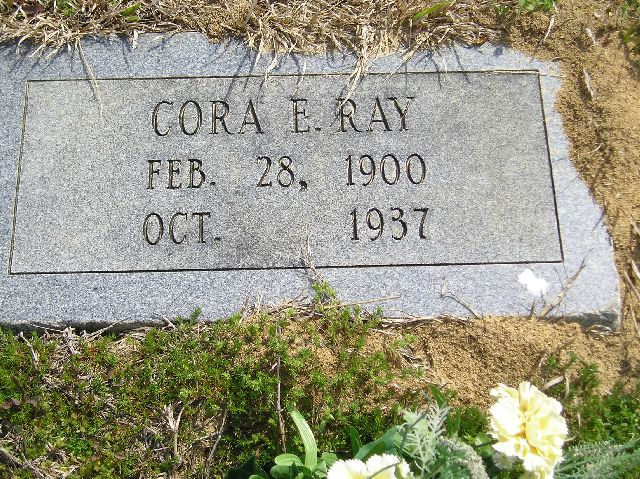 CORA E. RAY
FEB. 28, 1900
OCT. 1937